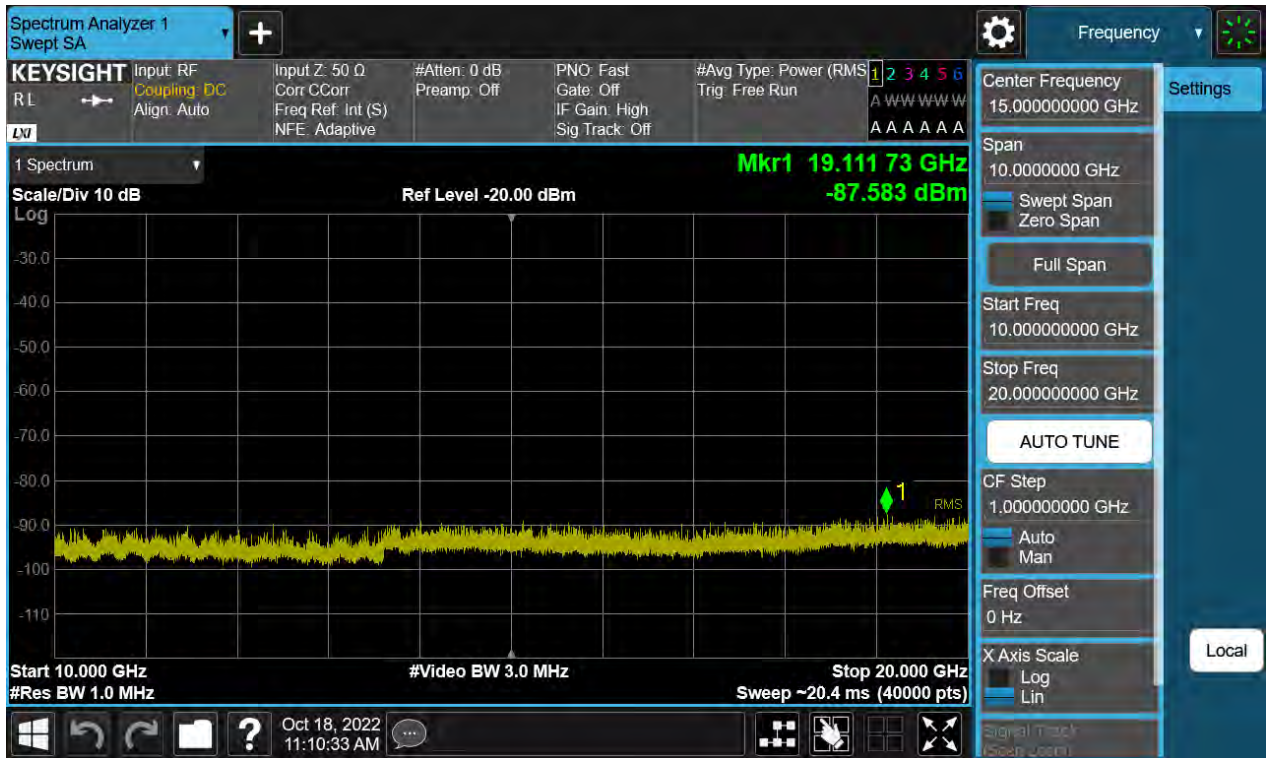 Spectrum Analyzer 1
Swept SA
+
Frequency
KEYSIGHT
RL
LXI
Input: RF
Coupling: DC
Align: Auto
Input Z: 50 Ω
Corr CCorr
Freq Ref: Int (S)
NFE: Adaptive
#Atten: 0 dB
Preamp: Off
PNO: Fast
Gate: Off
IF Gain: High
Sig Track: Off
#Avg Type: Power (RMS
Trig: Free Run
1 2 3 4 5 6
A W W W W W
A A A A A A
1 Spectrum
Scale/Div 10 dB
Ref Level -20.00 dBm
Mkr1 19.111 73 GHz
-87.583 dBm
Log
-30.0
-40.0
-50.0
-60.0
-70.0
-80.0
-90.0
-100
-110
1
RMS
Start 10.000 GHz
#Res BW 1.0 MHz
#Video BW 3.0 MHz
Stop 20.000 GHz
Sweep ~20.4 ms (40000 pts)
Center Frequency
15.000000000 GHz
Span
10.0000000 GHz
Swept Span
Zero Span
Full Span
Start Freq
10.000000000 GHz
Stop Freq
20.000000000 GHz
AUTO TUNE
CF Step
1.000000000 GHz
Auto
Man
Freq Offset
0 Hz
X Axis Scale
Log
Lin
Signal Track
(Span Zoom)
Settings
Local
?
Oct 18, 2022
11:10:33 AM